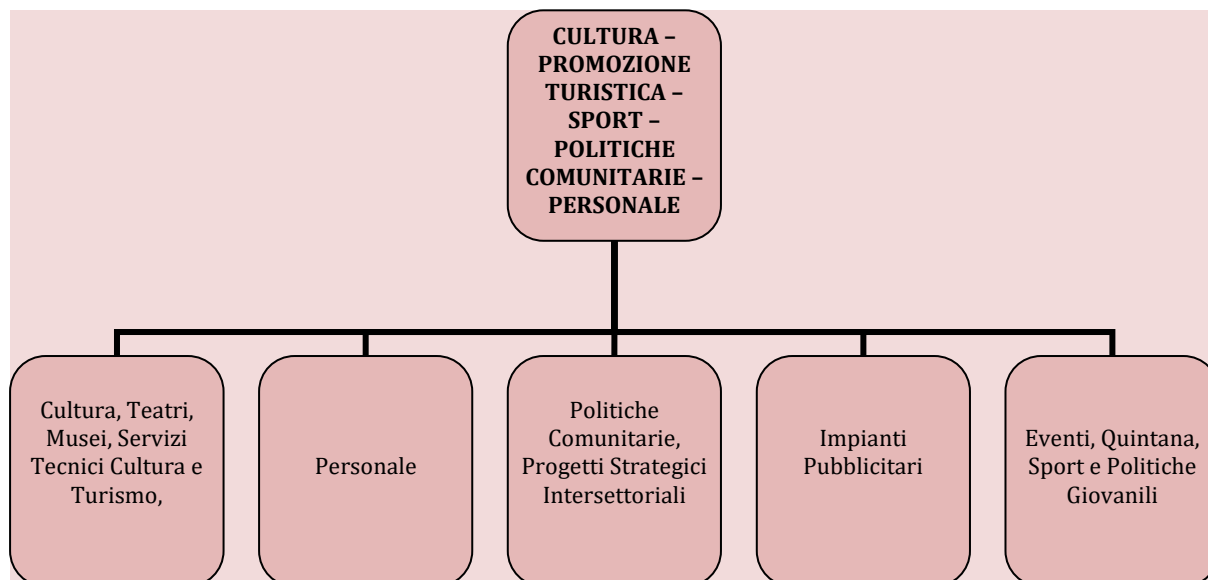 CULTURA –
PROMOZIONE
TURISTICA –
SPORT –
POLITICHE
COMUNITARIE –
PERSONALE
Cultura, Teatri,
Musei, Servizi
Tecnici Cultura e
Turismo,
Personale
Politiche
Comunitarie,
Progetti Strategici
Intersettoriali
Impianti
Pubblicitari
Eventi, Quintana,
Sport e Politiche
Giovanili